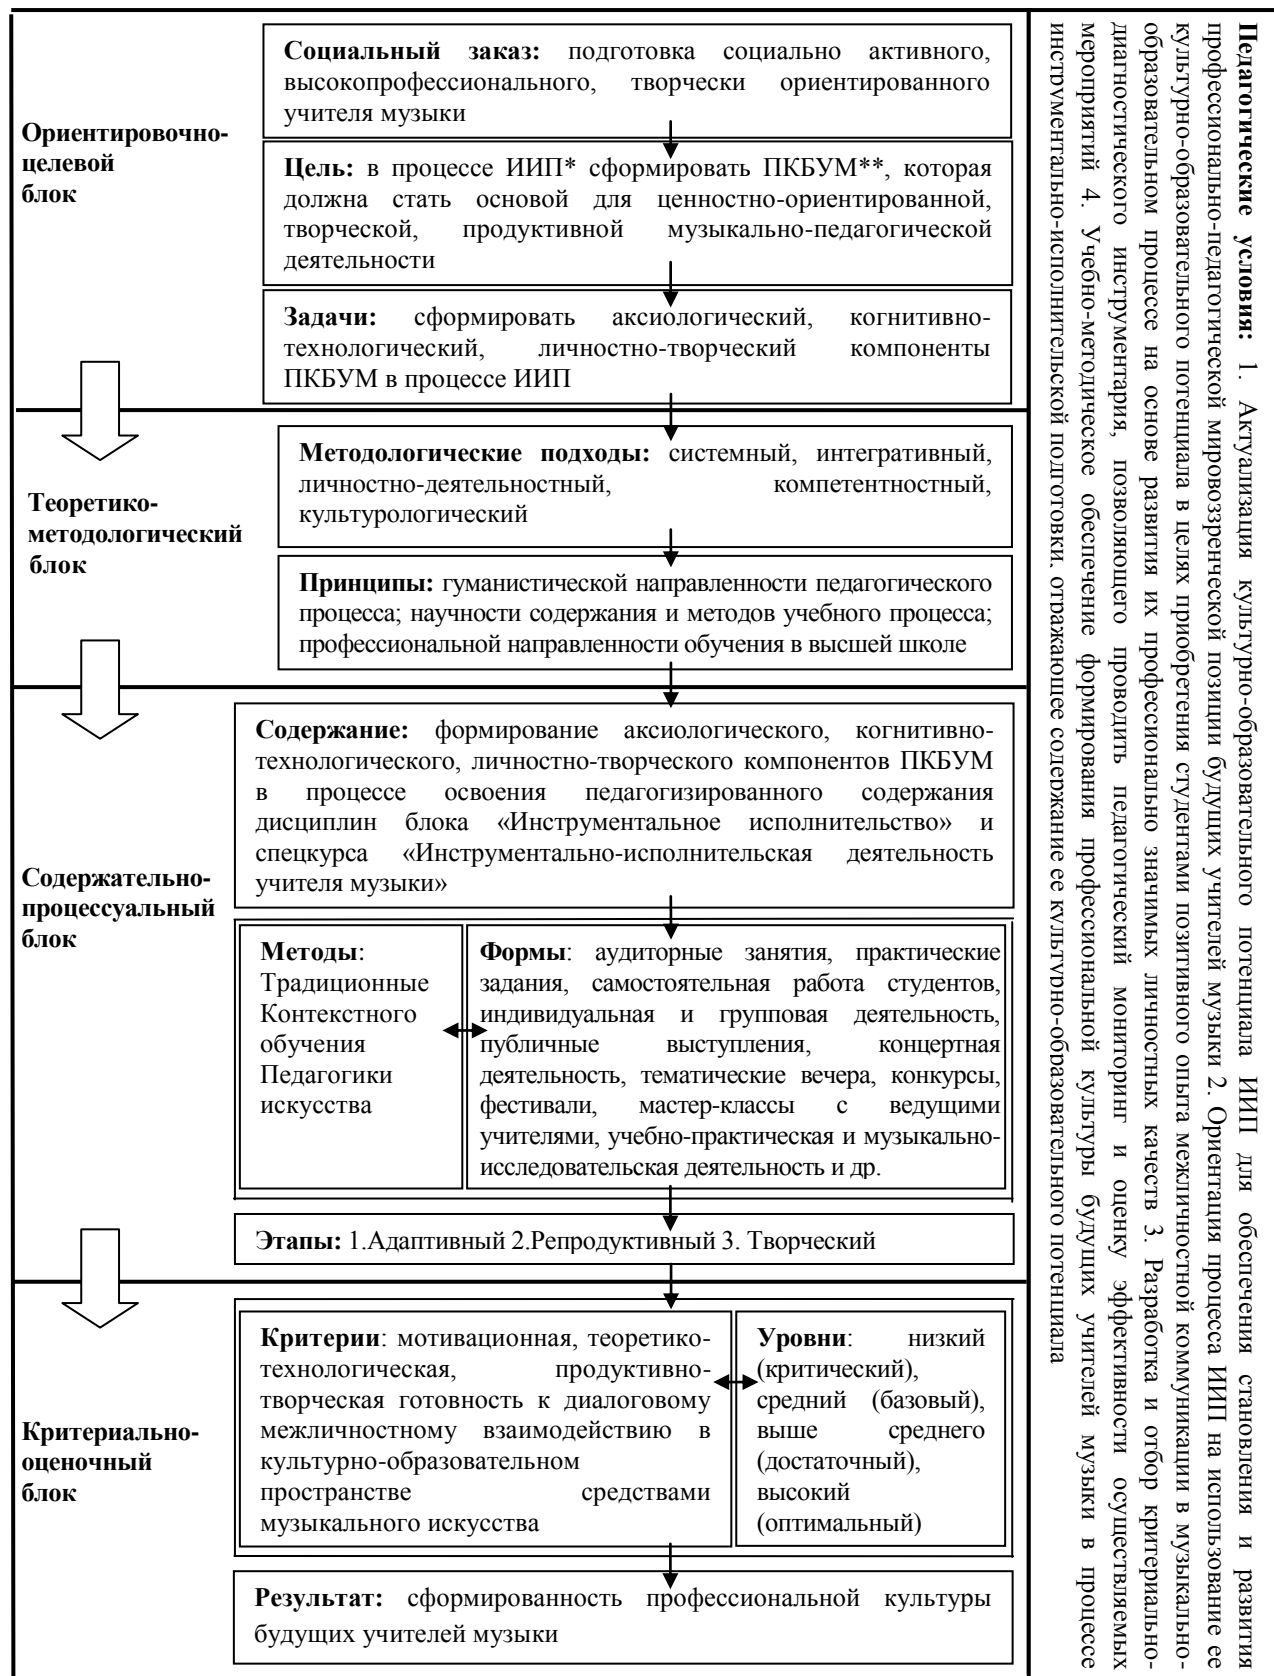 Ориентировочно-
целевой
блок
Социальный заказ: подготовка социально активного,
высокопрофессионального, творчески ориентированного
учителя музыки
Цель: в процессе ИИП* сформировать ПКБУМ**, которая
должна стать основой для ценностно-ориентированной,
творческой, продуктивной музыкально-педагогической
деятельности
Задачи: сформировать аксиологический, когнитивно-
технологический, личностно-творческий компоненты
ПКБУМ в процессе ИИП
Теоретико-
методологический
блок
Методологические подходы: системный, интегративный,
личностно-деятельностный, компетентностный,
культурологический
Принципы: гуманистической направленности педагогического
процесса; научности содержания и методов учебного процесса;
профессиональной направленности обучения в высшей школе
Содержательно-
процессуальный
блок
Содержание: формирование аксиологического, когнитивно-
технологического, личностно-творческого компонентов ПКБУМ
в процессе освоения педагогизированного содержания
дисциплин блока «Инструментальное исполнительство» и
спецкурса «Инструментально-исполнительская деятельность
учителя музыки»
Методы:
Традиционные
Контекстного
обучения
Педагогики
искусства
Формы: аудиторные занятия, практические
задания, самостоятельная работа студентов,
индивидуальная и групповая деятельность,
публичные выступления, концертная
деятельность, тематические вечера, конкурсы,
фестивали, мастер-классы с ведущими
учителями, учебно-практическая и музыкально-
исследовательская деятельность и др.
Этапы: 1.Адаптивный 2.Репродуктивный 3. Творческий
Критериально-
оценочный
блок
Критерии: мотивационная, теоретико-
технологическая, продуктивно-
творческая готовность к диалоговому
межличностному взаимодействию в
культурно-образовательном
пространстве средствами
музыкального искусства
Уровни: низкий
(критический),
средний (базовый),
выше среднего
(достаточный),
высокий
(оптимальный)
Результат: сформированность профессиональной культуры
будущих учителей музыки
Педагогические условия: 1. Актуализация культурно-образовательного потенциала ИИП для обеспечения становления и развития
профессионально-педагогической мировоззренческой позиции будущих учителей музыки 2. Ориентация процесса ИИП на использование ее
культурно-образовательного потенциала в целях приобретения студентами позитивного опыта межличностной коммуникации в музыкально-
образовательном процессе на основе развития их профессионально значимых личностных качеств 3. Разработка и отбор критериально-
диагностического инструментария, позволяющего проводить педагогический мониторинг и оценку эффективности осуществляемых
мероприятий 4. Учебно-методическое обеспечение формирования профессиональной культуры будущих учителей музыки в процессе
инструментально-исполнительской подготовки, отражающее содержание ее культурно-образовательного потенциала